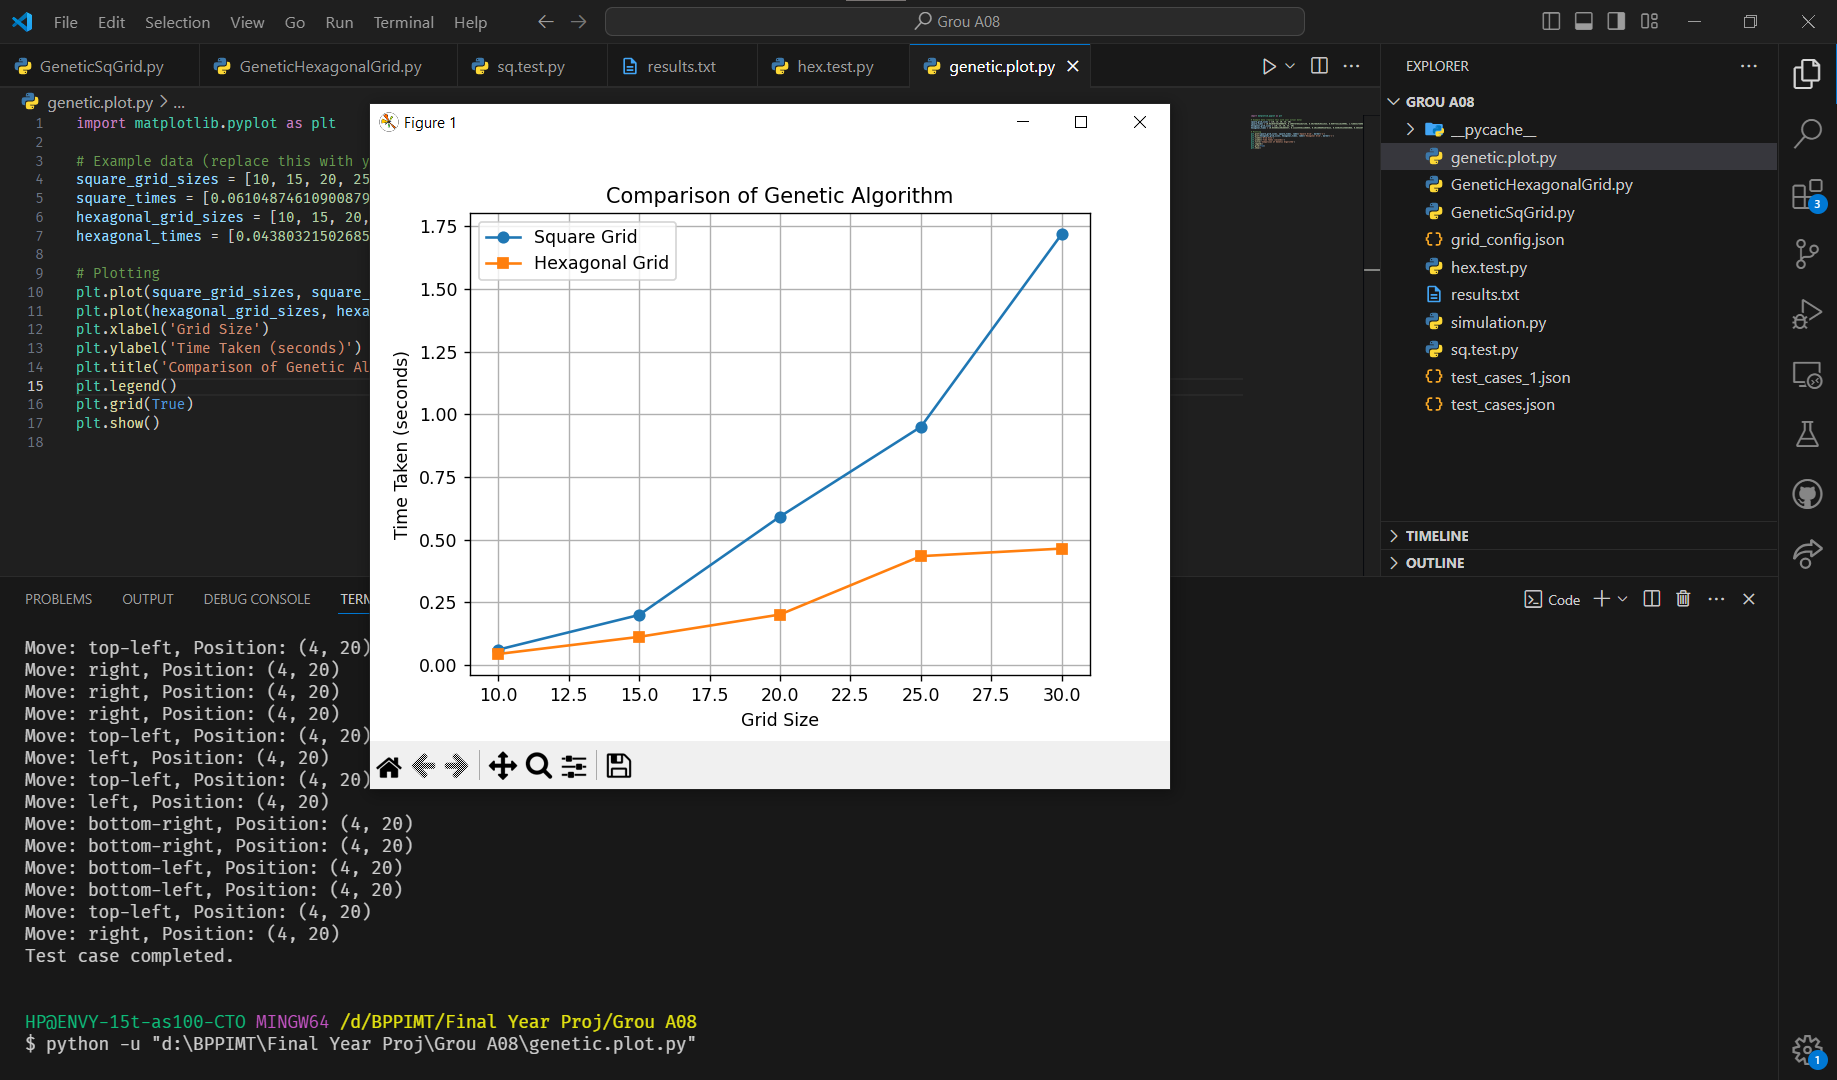 File Edit Selection View Go Run Terminal Help
Grou A08
GeneticSqGrid.py GeneticHexagonalGrid.py sq.test.py results.txt hex.test.py genetic.plot.py
genetic.plot.py > ...
1 import matplotlib.pyplot as plt
2
3 # Example data (replace this with y
4 square_grid_sizes = [10, 15, 20, 25
5 square_times = [0.06104874610900879
6 hexagonal_grid_sizes = [10, 15, 20,
7 hexagonal_times = [0.04380321502685
8
9 # Plotting
10 plt.plot(square_grid_sizes, square_
11 plt.plot(hexagonal_grid_sizes, hexa
12 plt.xlabel('Grid Size')
13 plt.ylabel('Time Taken (seconds)')
14 plt.title('Comparison of Genetic Al
15 plt.legend()
16 plt.grid(True)
17 plt.show()
18
Figure 1
Comparison of Genetic Algorithm
Square Grid
Hexagonal Grid
Time Taken (seconds)
1.75
1.50
1.25
1.00
0.75
0.50
0.25
0.00
10.0 12.5 15.0 17.5 20.0 22.5 25.0 27.5 30.0
Grid Size
EXPLORER
GROU A08
__pycache__
genetic.plot.py
GeneticHexagonalGrid.py
GeneticSqGrid.py
grid_config.json
hex.test.py
results.txt
simulation.py
sq.test.py
test_cases_1.json
test_cases.json
TIMELINE
OUTLINE
3
1
PROBLEMS OUTPUT DEBUG CONSOLE TERM
Code
Move: top-left, Position: (4, 20)
Move: right, Position: (4, 20)
Move: right, Position: (4, 20)
Move: right, Position: (4, 20)
Move: top-left, Position: (4, 20)
Move: left, Position: (4, 20)
Move: top-left, Position: (4, 20)
Move: left, Position: (4, 20)
Move: bottom-right, Position: (4, 20)
Move: bottom-right, Position: (4, 20)
Move: bottom-left, Position: (4, 20)
Move: bottom-left, Position: (4, 20)
Move: top-left, Position: (4, 20)
Move: right, Position: (4, 20)
Test case completed.
HP@ENVY-15t-as100-CTO MINGW64 /d/BPPIMT/Final Year Proj/Grou A08
$ python -u "d:\BPPIMT\Final Year Proj\Grou A08\genetic.plot.py"